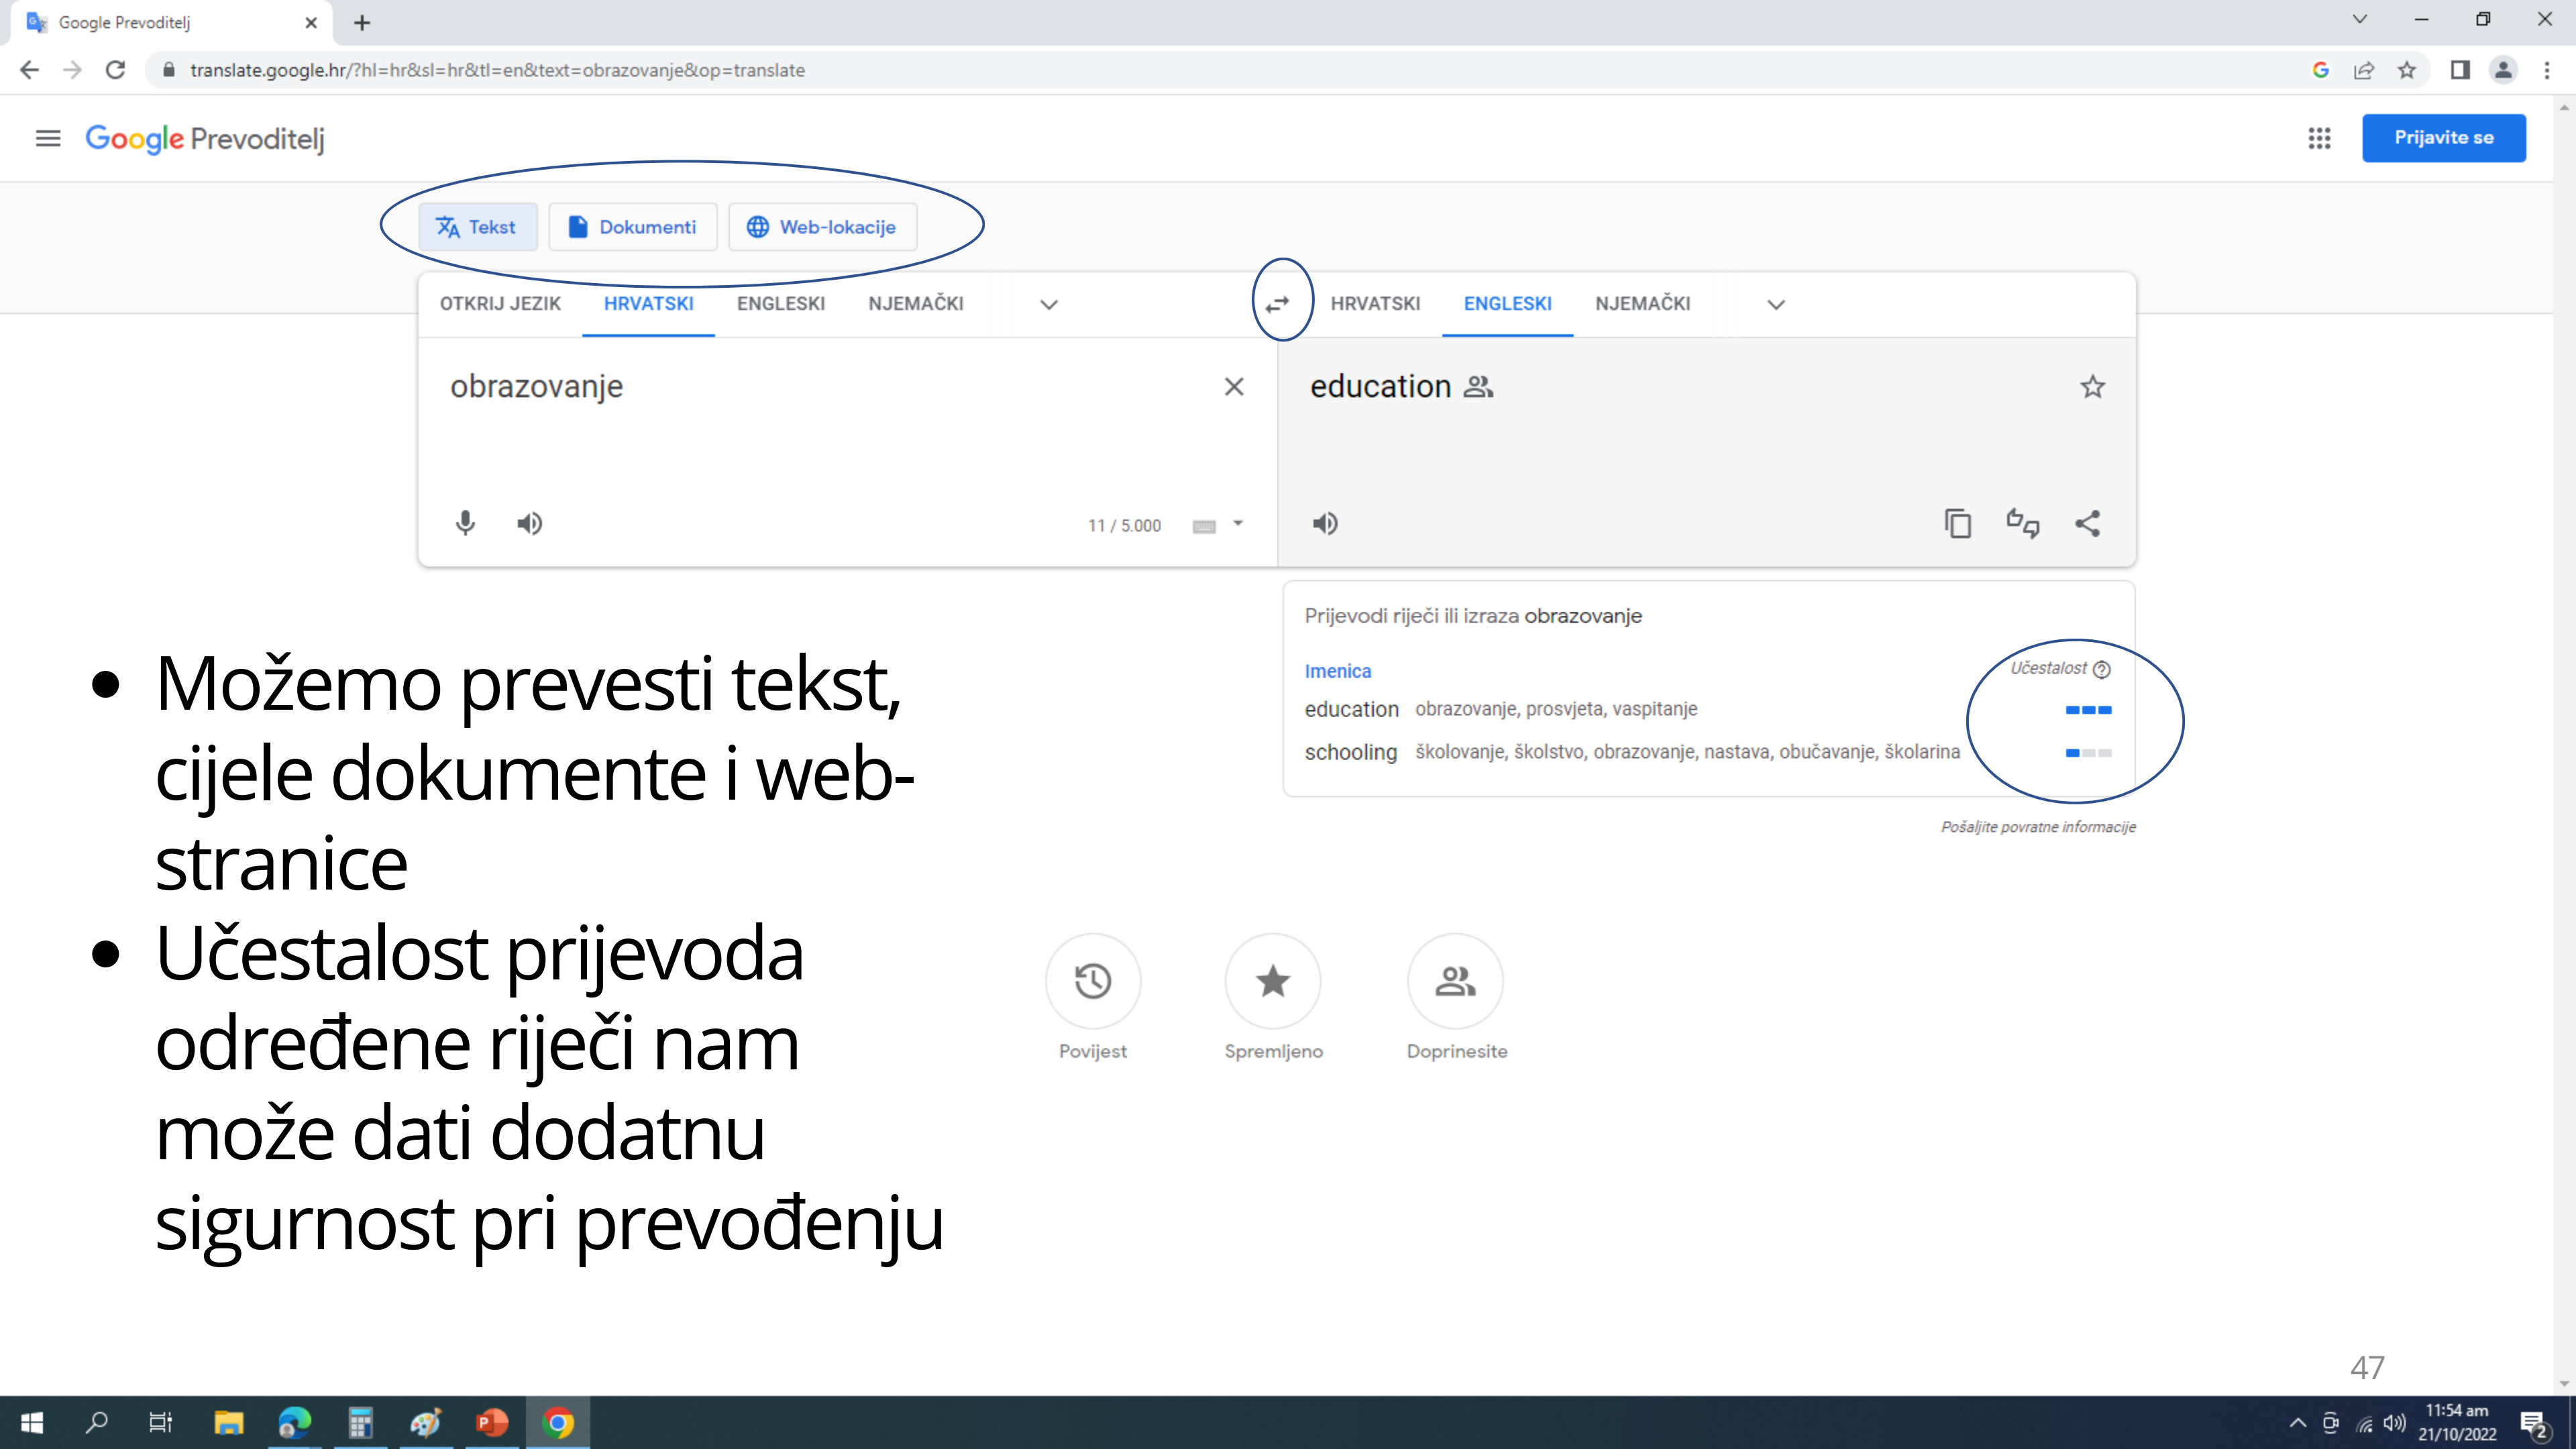 Google Prevoditelj
translate.google.hr/?hl=hr&sl=hr&tl=en&text=obrazovanje&op=translate
Google Prevoditelj
Prijavite se
Tekst Dokumenti Web-lokacije
OTKRIJ JEZIK HRVATSKI ENGLESKI NJEMAČKI HRVATSKI ENGLESKI NJEMAČKI
obrazovanje
education
11 / 5.000
Prijevodi riječi ili izraza obrazovanje
Imenica Učestalost
education obrazovanje, prosvjeta, vaspitanje
schooling školovanje, školstvo, obrazovanje, nastava, obučavanje, školarina
Pošaljite povratne informacije
• Možemo prevesti tekst,
cijele dokumente i web-
stranice
• Učestalost prijevoda
određene riječi nam
može dati dodatnu
sigurnost pri prevođenju
Povijest Spremljeno Doprinesite
47
11:54 am
21/10/2022
2